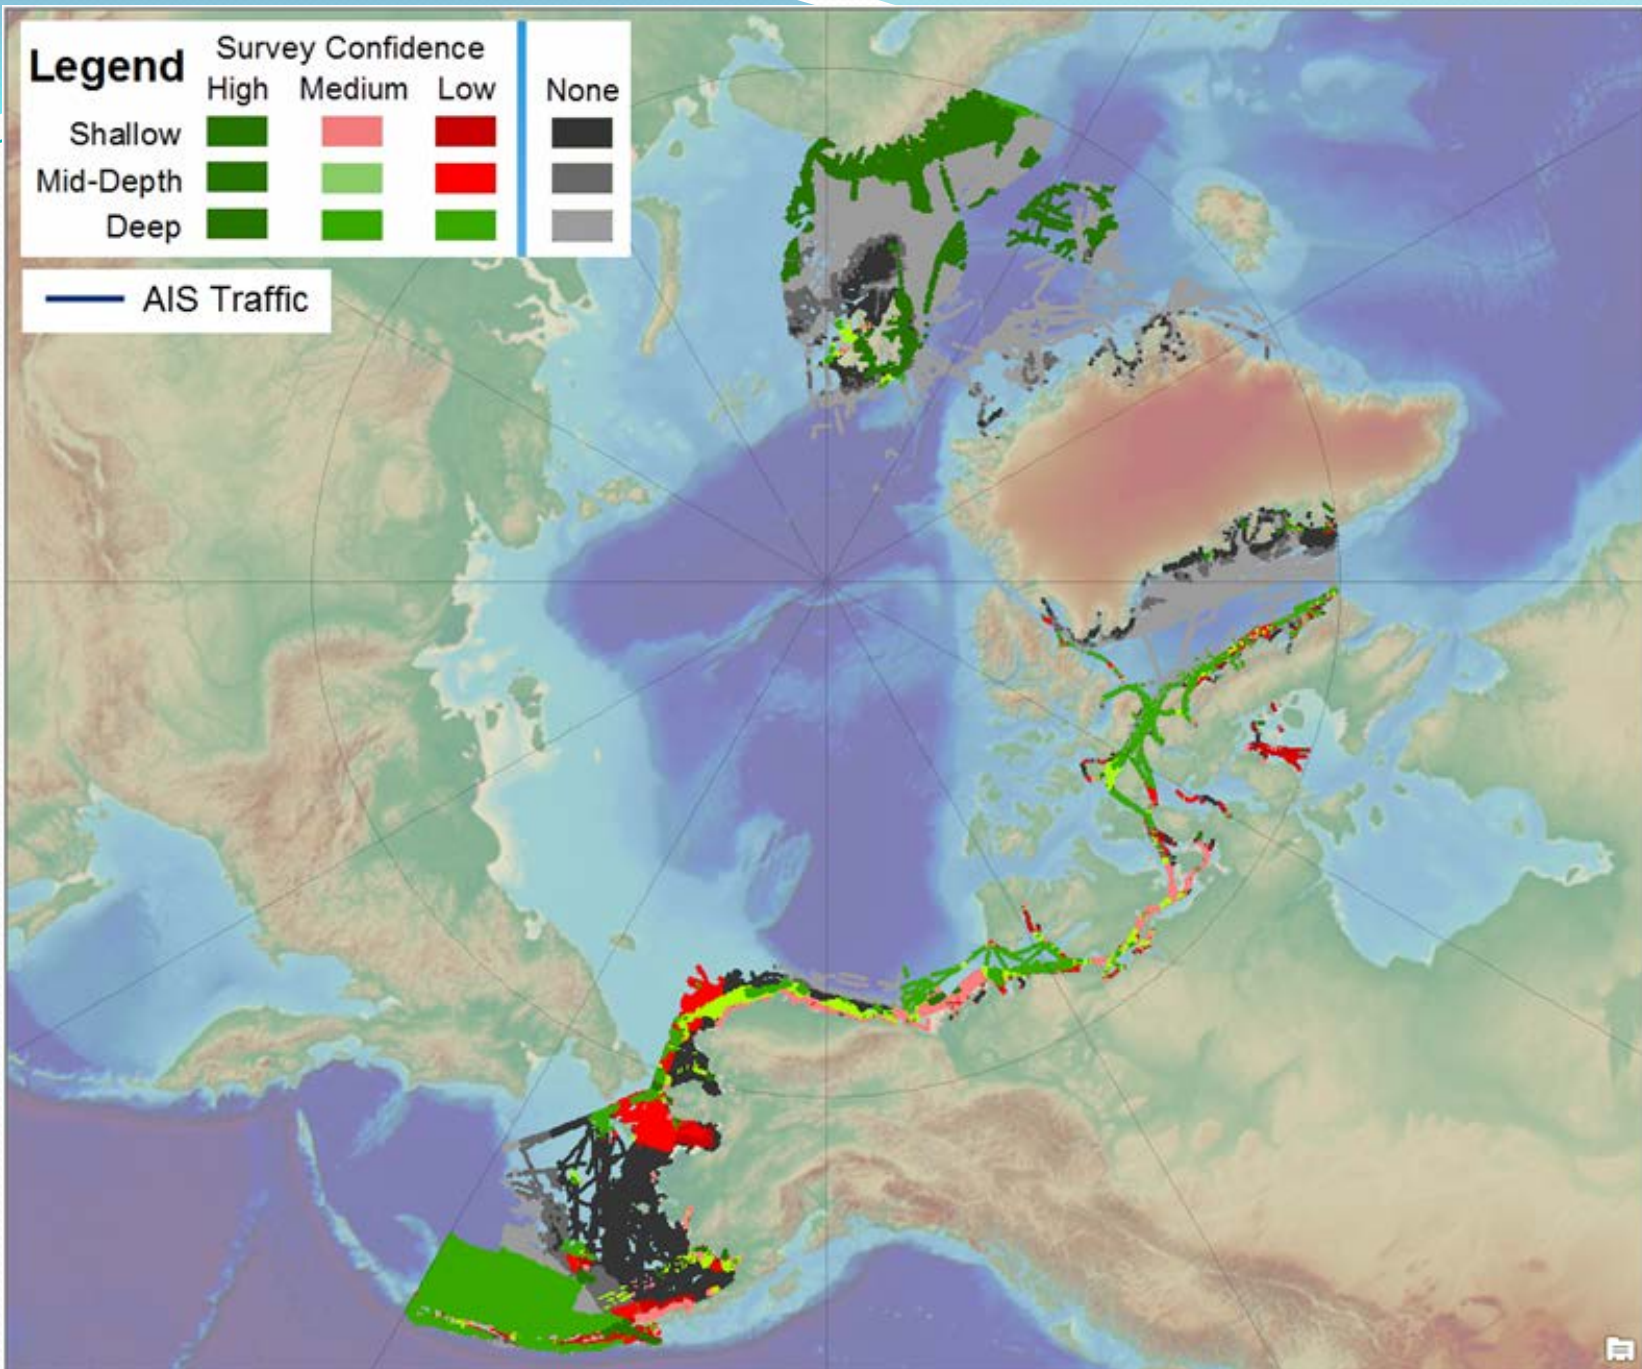 Legend
Survey Confidence
High Medium Low None
Shallow
Mid-Depth
Deep
AIS Traffic